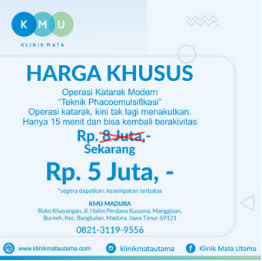 K M U
KLINIK MATA
HARGA KHUSUS
Operasi Katarak Modern
"Teknik Phacoemulsifikasi"
Operasi katarak, kini tak lagi menakutkan.
Hanya 15 menit dan bisa kembali berakivitas
Rp. 8 Juta,-
Sekarang
Rp. 5 Juta, -
*segera dapatkan, kesempatan terbatas
KMU MADURA
Ruko Khayangan, Jl. Halim Perdana Kusuma, Manggisan,
Burneh, Kec. Bangkalan, Madura, Jawa Timur 69121
0821-3119-9556
www.klinikmatautama.com
klinikmatautama
Klinik Mata Utama